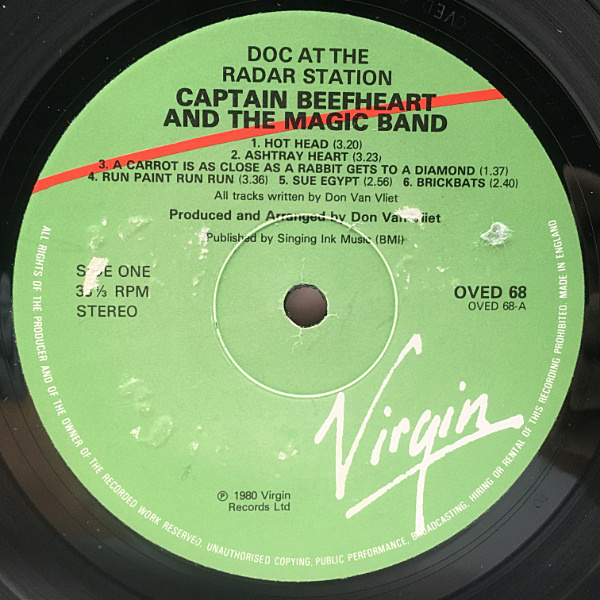 DOC AT THE
RADAR STATION
CAPTAIN BEEFHEART
AND THE MAGIC BAND
1. HOT HEAD (3.20)
2. ASHTRAY HEART (3.23)
3. A CARROT IS AS CLOSE AS A RABBIT GETS TO A DIAMOND (1.37)
4. RUN PAINT RUN RUN (3.36) 5. SUE EGYPT (2.56) 6. BRICKBATS (2.40)
All tracks written by Don Van Vliet
Produced and Arranged by Don Van Vliet
Published by Singing Ink Music (BMI)
SIDE ONE
33⅓ RPM
STEREO
OVED 68
OVED 68-A
Virgin
℗ 1980 Virgin
Records Ltd
ALL RIGHTS OF THE PRODUCER AND OF THE OWNER OF THE RECORDED WORK RESERVED. UNAUTHORISED COPYING, PUBLIC PERFORMANCE, BROADCASTING, HIRING OR RENTAL OF THIS RECORDING PROHIBITED. MADE IN ENGLAND